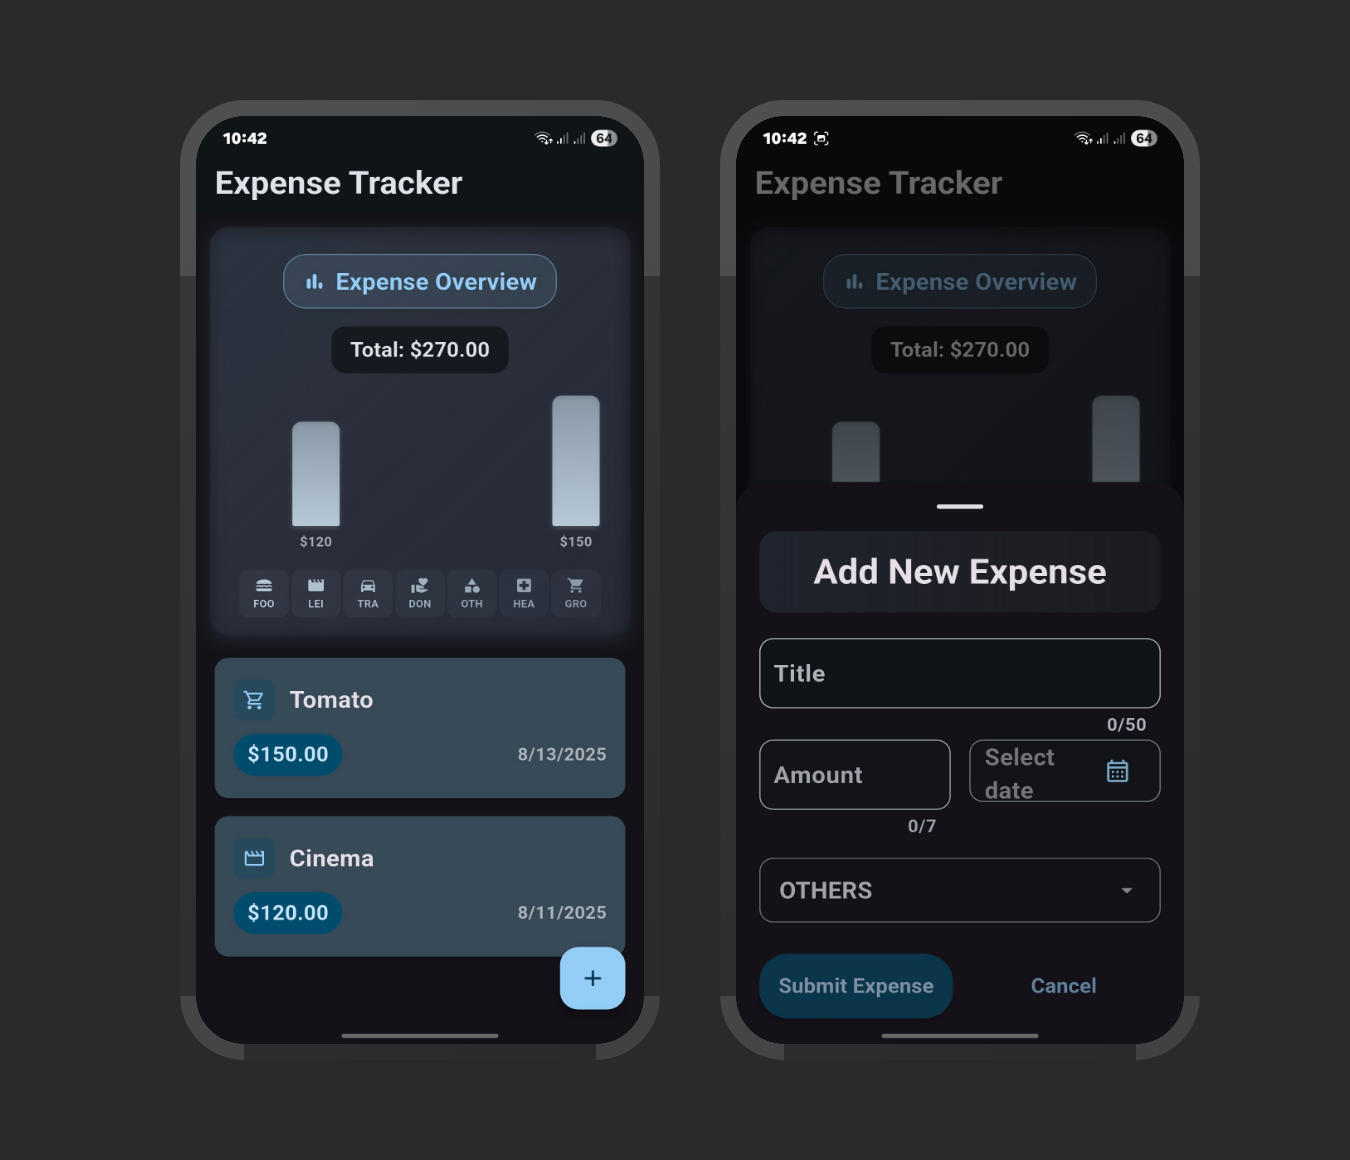 10:42
64
Expense Tracker
Expense Overview
Total: $270.00
$120
$150
FOO
LEI
TRA
DON
OTH
HEA
GRO
Tomato
$150.00
8/13/2025
Cinema
$120.00
8/11/2025
+
10:42
64
Expense Tracker
Expense Overview
Total: $270.00
Add New Expense
Title
0/50
Amount
Select
date
0/7
OTHERS
Submit Expense
Cancel